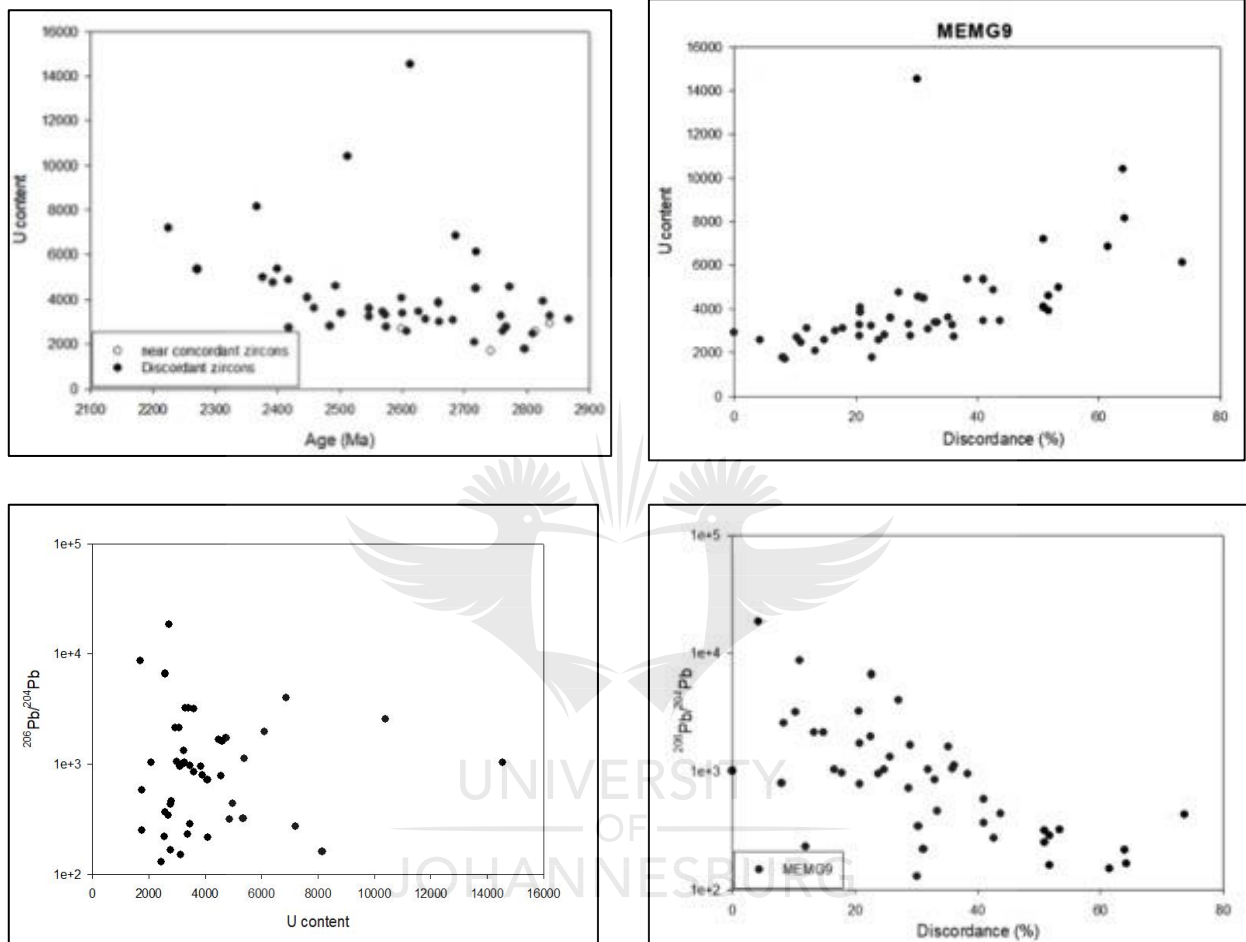 16000
14000
12000
10000
8000
6000
4000
2000
0
U content
near concordant zircons
Discordant zircons
2100 2200 2300 2400 2500 2600 2700 2800 2900
Age (Ma)
MEMG9
16000
14000
12000
10000
8000
6000
4000
2000
0
U content
0 20 40 60 80
Discordance (%)
1e+5
1e+4
1e+3
1e+2
206Pb/204Pb
0 2000 4000 6000 8000 10000 12000 14000 16000
U content
1e+5
1e+4
1e+3
1e+2
206Pb/204Pb
MEMG9
0 20 40 60 80
Discordance (%)
UNIVERSITY
OF
JOHANNESBURG